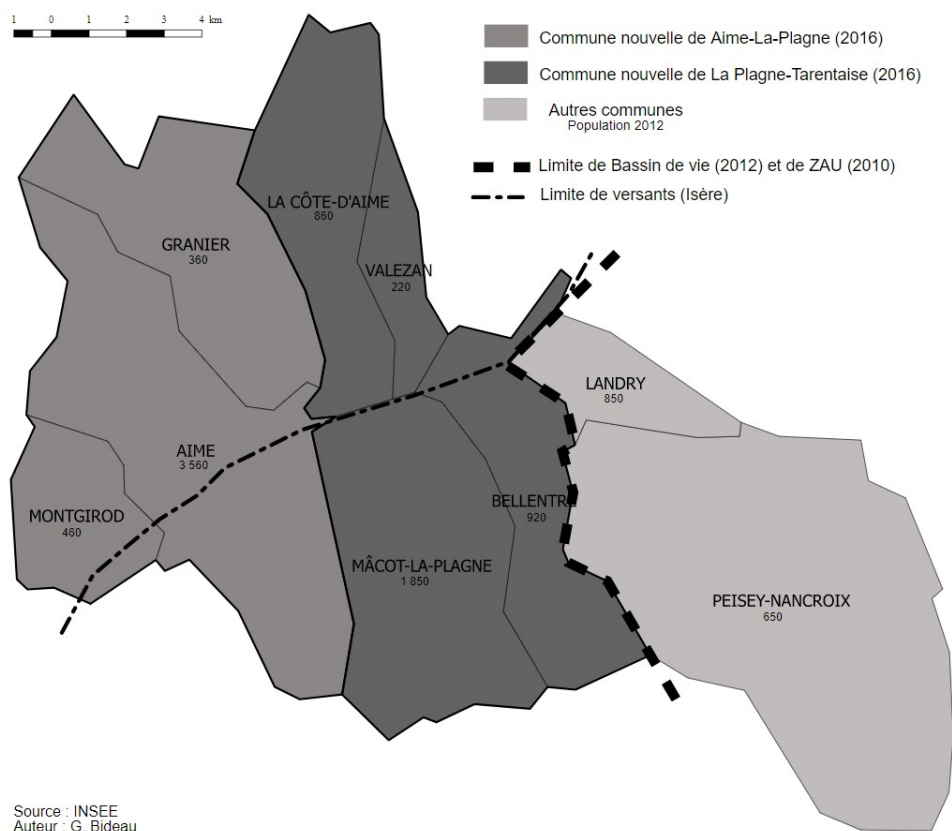 1 0 1 2 3 4 km
Commune nouvelle de Aime-La-Plagne (2016)
Commune nouvelle de La Plagne-Tarentaise (2016)
Autres communes
Population 2012
Limite de Bassin de vie (2012) et de ZAU (2010)
Limite de versants (Isère)
LA CÔTE-D'AIME
860
GRANIER
360
VALEZAN
220
LANDRY
850
AIME
3 560
BELLENTRE
920
MONTGIROD
460
MÂCOT-LA-PLAGNE
1 850
PEISEY-NANCROIX
650
Source : INSEE
Auteur : G. Bideau